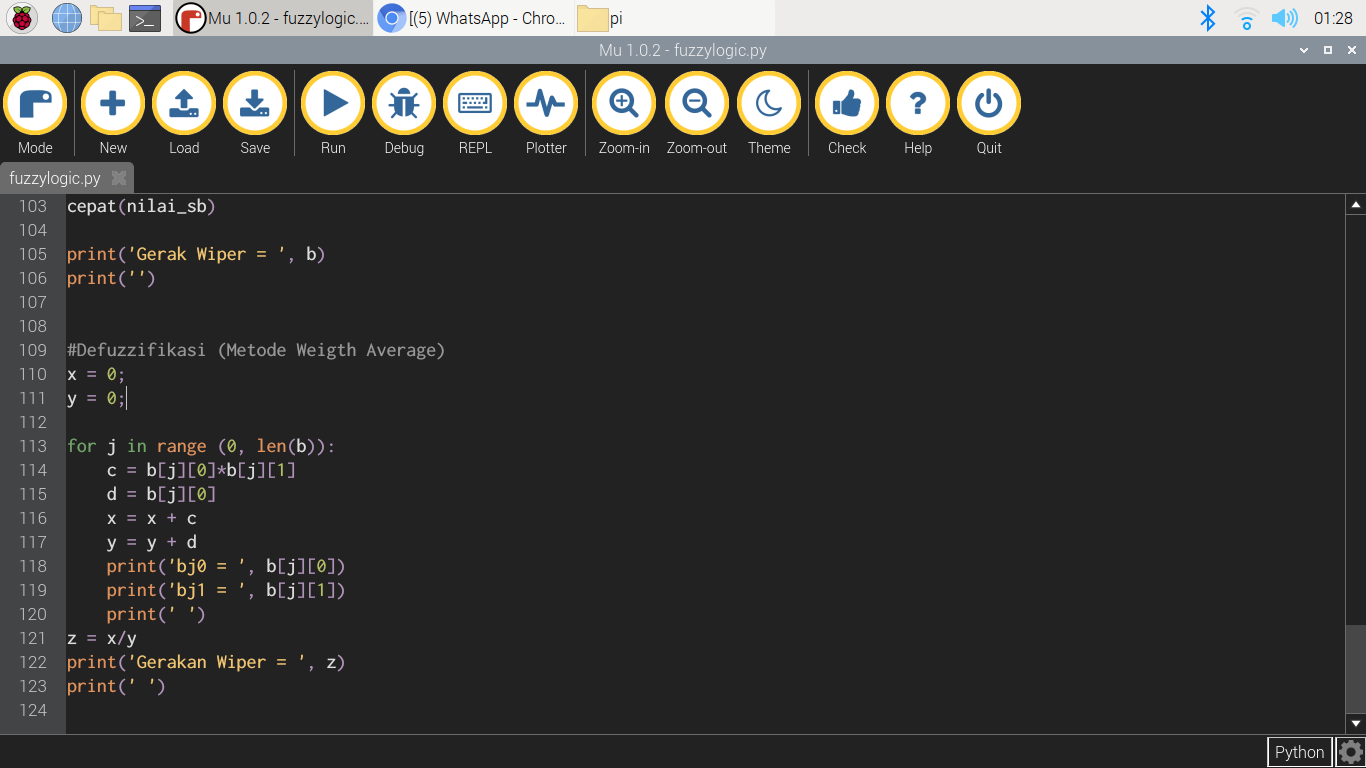 Mu 1.0.2 - fuzzylogic....
[(5) WhatsApp - Chro...
pi
01:28
Mu 1.0.2 - fuzzylogic.py
Mode
New
Load
Save
Run
Debug
REPL
Plotter
Zoom-in
Zoom-out
Theme
Check
Help
Quit
fuzzylogic.py
103 cepat(nilai_sb)
104
105 print('Gerak Wiper = ', b)
106 print('')
107
108
109 #Defuzzifikasi (Metode Weigth Average)
110 x = 0;
111 y = 0;
112
113 for j in range (0, len(b)):
114     c = b[j][0]*b[j][1]
115     d = b[j][0]
116     x = x + c
117     y = y + d
118     print('bj0 = ', b[j][0])
119     print('bj1 = ', b[j][1])
120     print(' ')
121 z = x/y
122 print('Gerakan Wiper = ', z)
123 print(' ')
124
Python